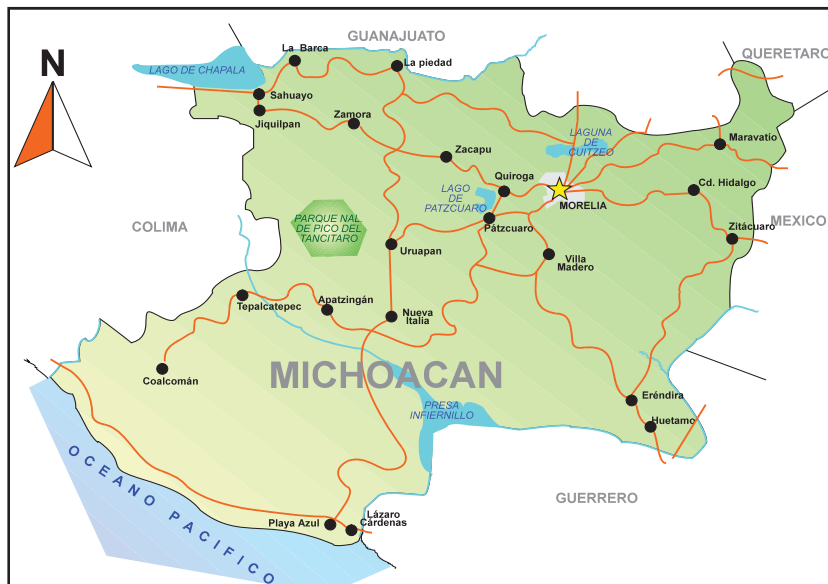 GUANAJUATO
La Barca
QUERETARO
N
LAGO DE CHAPALA
La piedad
Sahuayo
Jiquilpan
Zamora
LAGUNA
DE
CUITZEO
Maravatío
Zacapu
Quiroga
Cd. Hidalgo
LAGO
DE
PATZCUARO
MORELIA
PARQUE NAL.
DE PICO DEL
TANCITARO
COLIMA
Pátzcuaro
Zitácuaro
MEXICO
Uruapan
Villa
Madero
Tepalcatepec
Apatzingán
Nueva
Italia
MICHOACAN
Coalcomán
PRESA
INFIERNILLO
Eréndira
Huetamo
OCEANO PACIFICO
GUERRERO
Playa Azul
Lázaro
Cárdenas